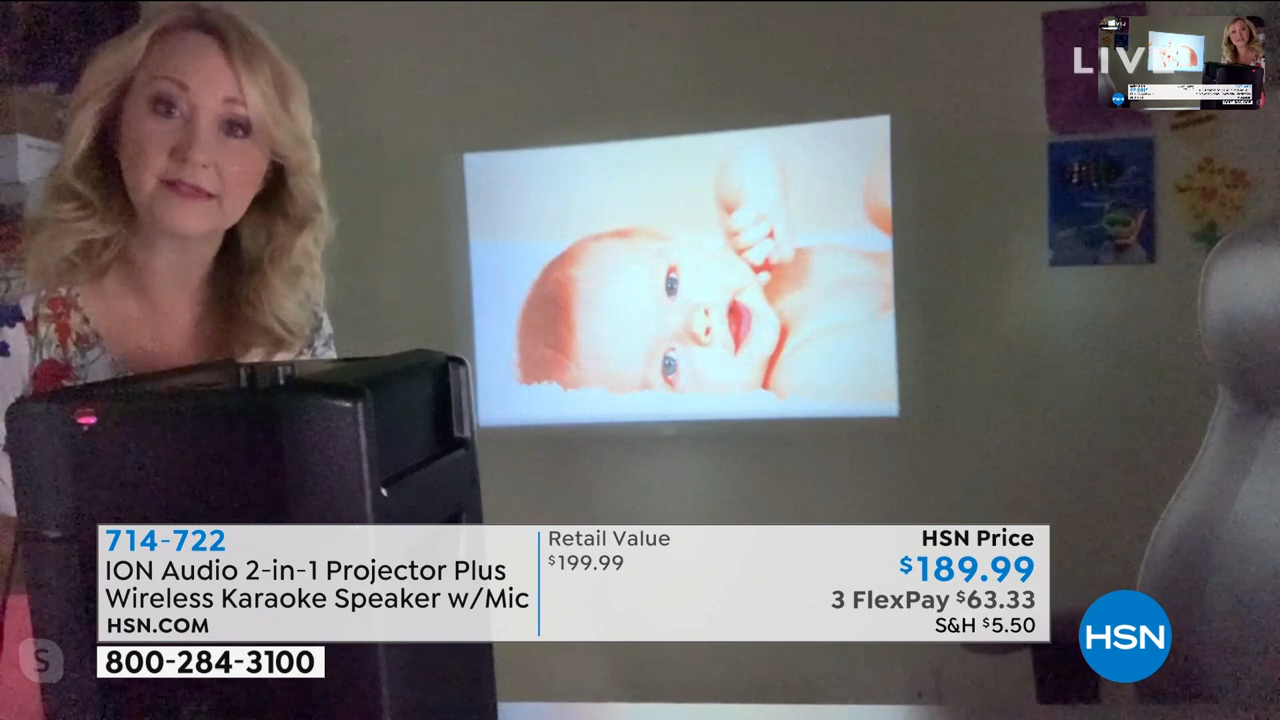 LIVE
714-722
ION Audio 2-in-1 Projector Plus
Wireless Karaoke Speaker w/Mic
HSN.COM
Retail Value
$199.99
HSN Price
$189.99
3 FlexPay $63.33
S&H $5.50
800-284-3100
HSN
S